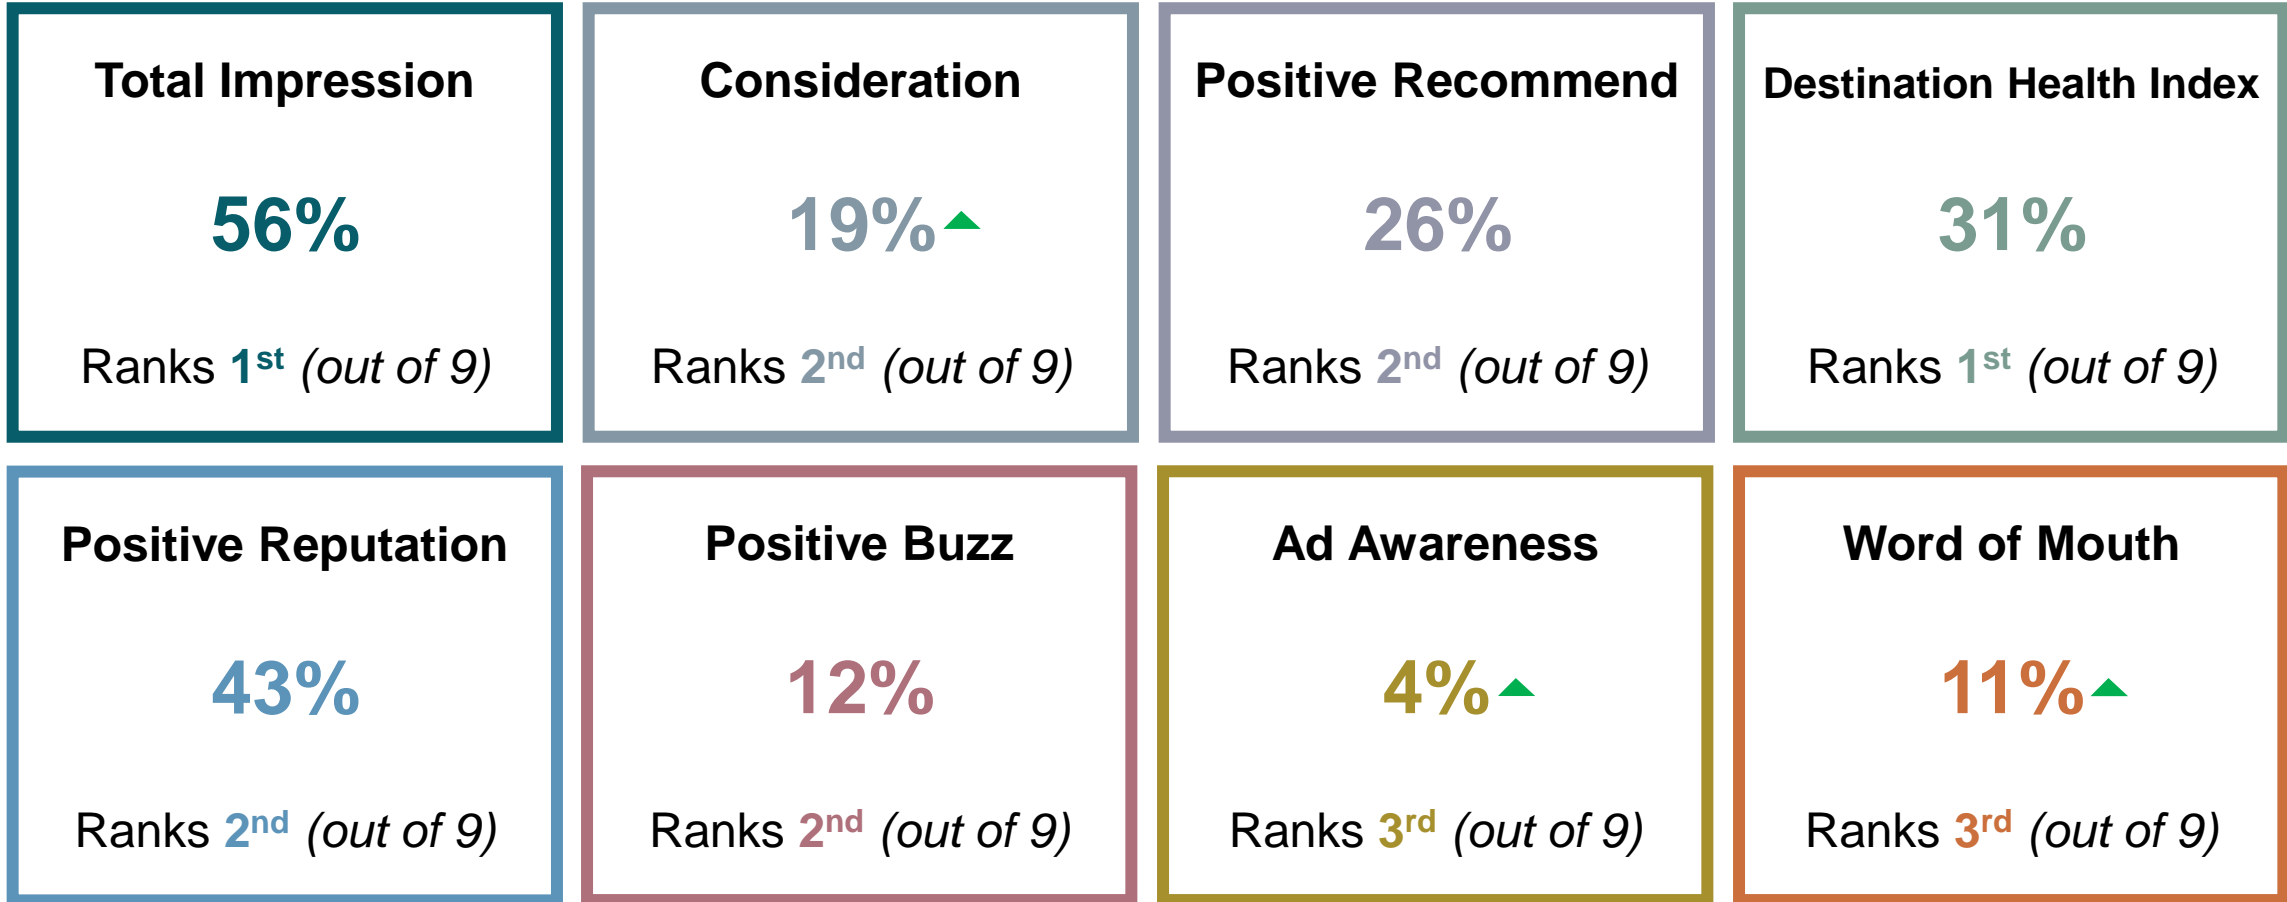 Total Impression
56%
Ranks 1st (out of 9)
Consideration
19%
Ranks 2nd (out of 9)
Positive Recommend
26%
Ranks 2nd (out of 9)
Destination Health Index
31%
Ranks 1st (out of 9)
Positive Reputation
43%
Ranks 2nd (out of 9)
Positive Buzz
12%
Ranks 2nd (out of 9)
Ad Awareness
4%
Ranks 3rd (out of 9)
Word of Mouth
11%
Ranks 3rd (out of 9)